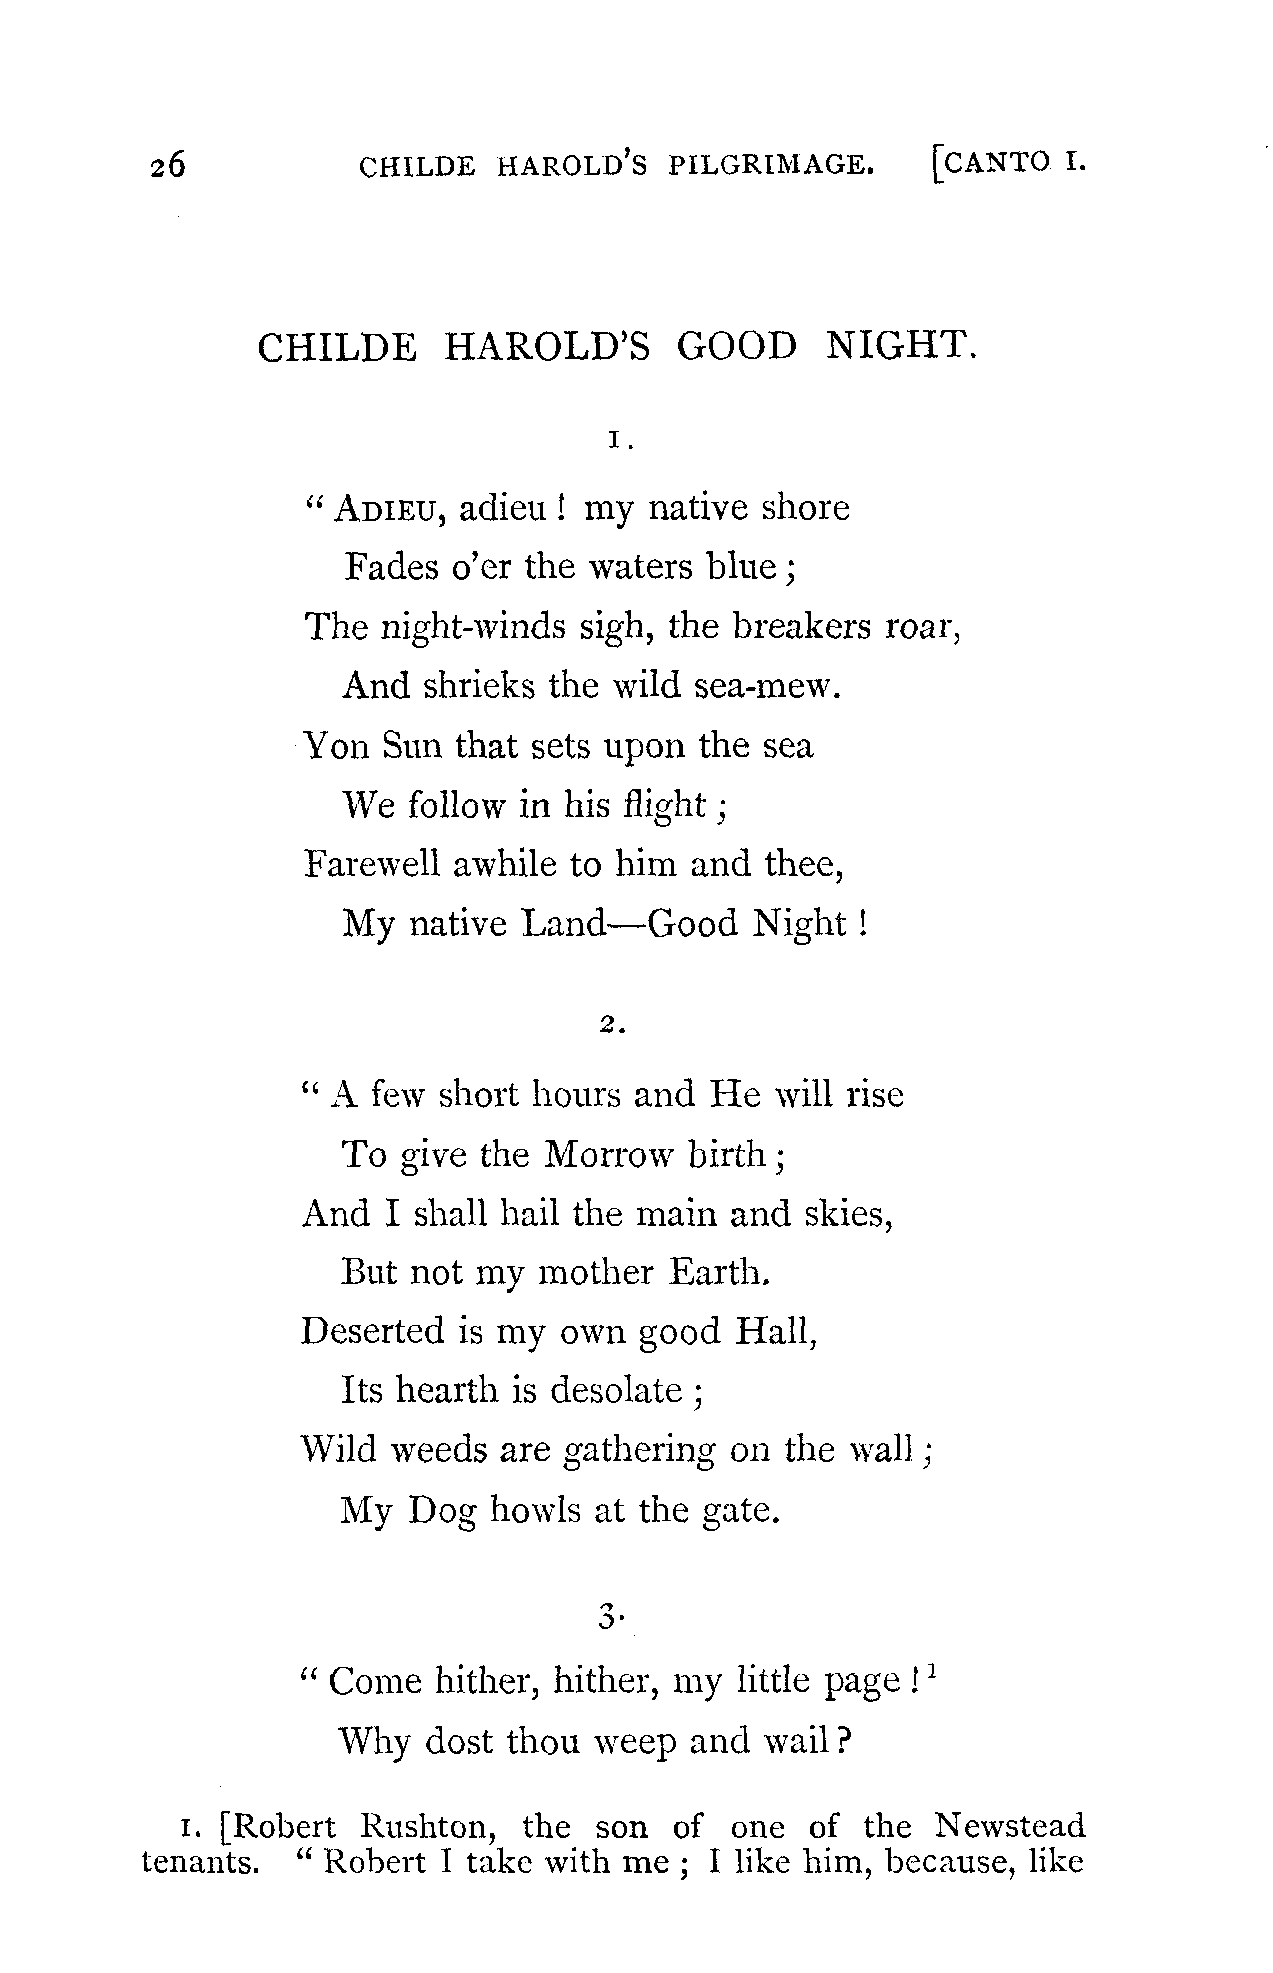 26 CHILDE HAROLD'S PILGRIMAGE. [CANTO I.
CHILDE HAROLD'S GOOD NIGHT.
1.
" ADIEU, adieu ! my native shore
Fades o'er the waters blue ;
The night-winds sigh, the breakers roar,
And shrieks the wild sea-mew.
Yon Sun that sets upon the sea
We follow in his flight ;
Farewell awhile to him and thee,
My native Land—Good Night !
2.
" A few short hours and He will rise
To give the Morrow birth ;
And I shall hail the main and skies,
But not my mother Earth.
Deserted is my own good Hall,
Its hearth is desolate ;
Wild weeds are gathering on the wall ;
My Dog howls at the gate.
3.
" Come hither, hither, my little page ! ¹
Why dost thou weep and wail ?
1. [Robert Rushton, the son of one of the Newstead
tenants. " Robert I take with me ; I like him, because, like